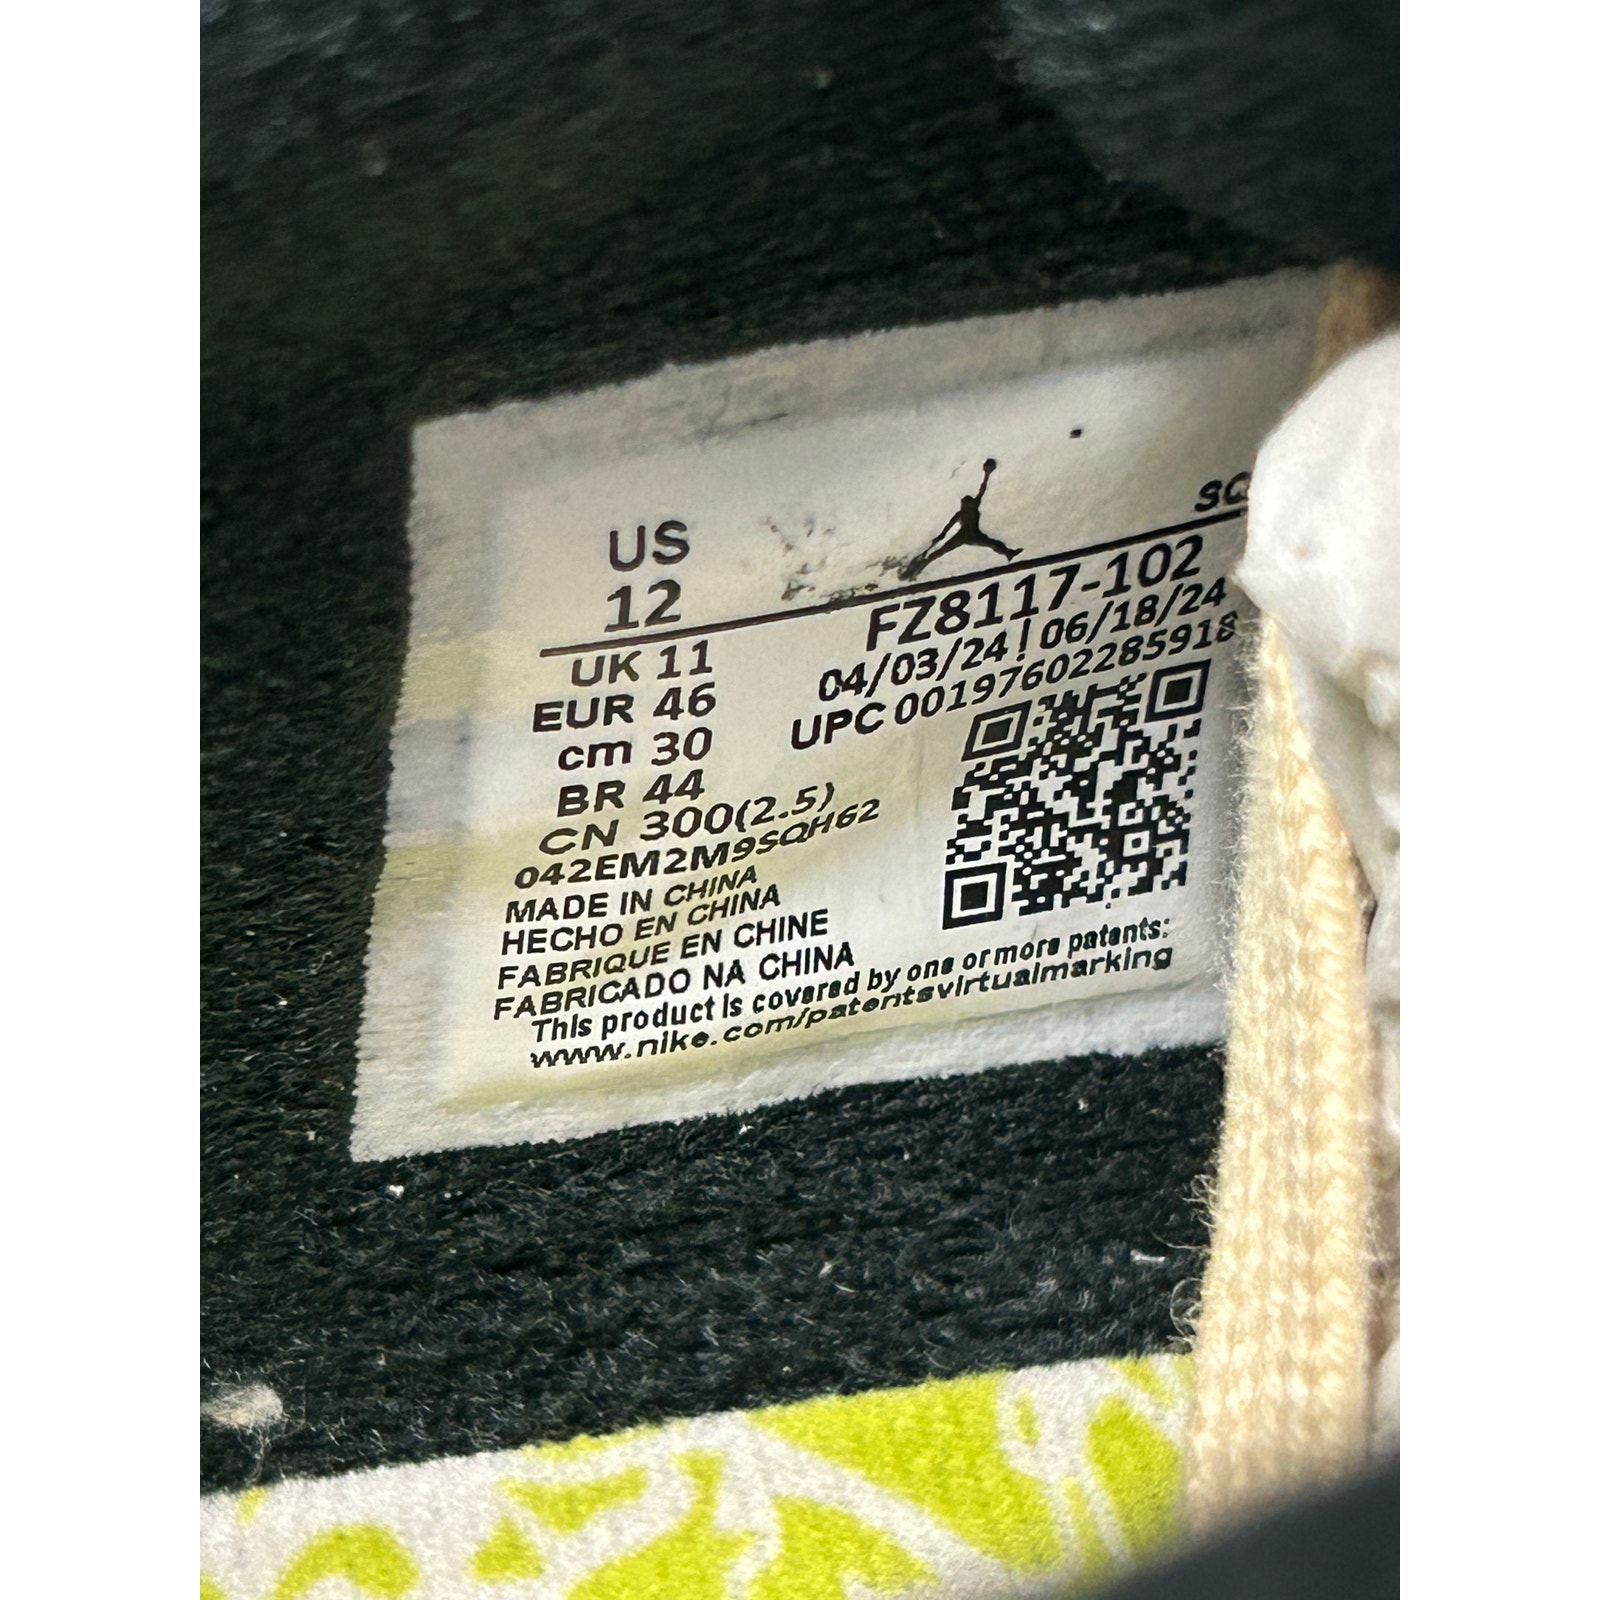 US
12
SQ
UK 11
EUR 46
cm 30
BR 44
CN 300(2.5)
FZ8117-102
04/03/24 ! 06/18/24
UPC 00197602285918
042EM2M9SQH62
MADE IN CHINA
HECHO EN CHINA
FABRIQUE EN CHINE
FABRICADO NA CHINA
This product is covered by one or more patents:
www.nike.com/patentsvirtualmarking